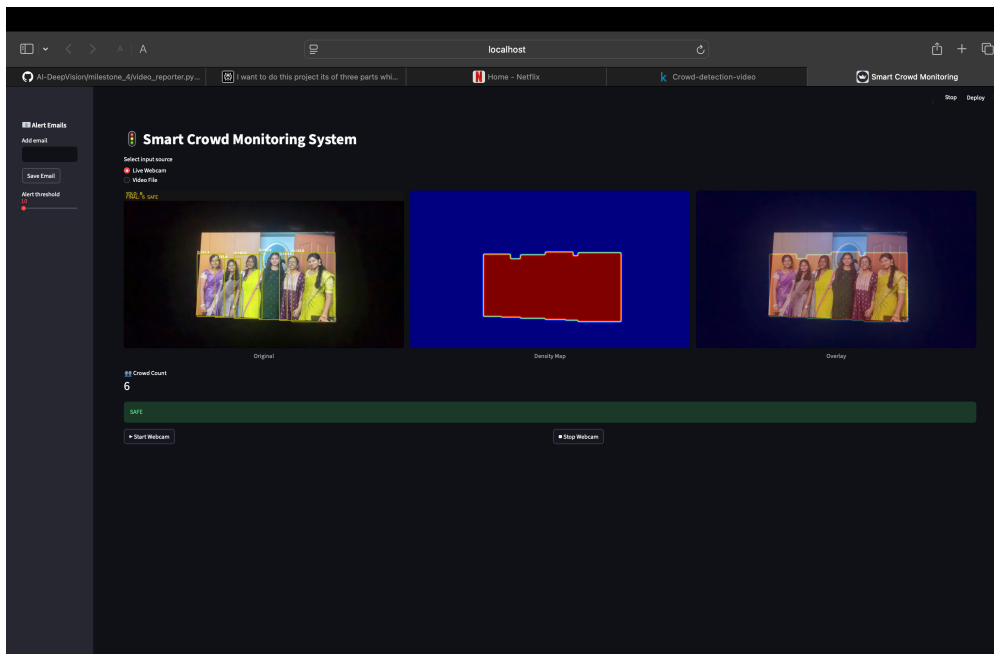 A A
localhost
AI-DeepVision/milestone_4/video_reporter.py...
I want to do this project its of three parts whi...
N Home - Netflix
k Crowd-detection-video
Smart Crowd Monitoring
Stop Deploy
Alert Emails
Add email
Save Email
Alert threshold
10
Smart Crowd Monitoring System
Select input source
Live Webcam
Video File
FINAL: 6 SAFE
Original
Density Map
Overlay
Crowd Count
6
SAFE
Start Webcam
Stop Webcam